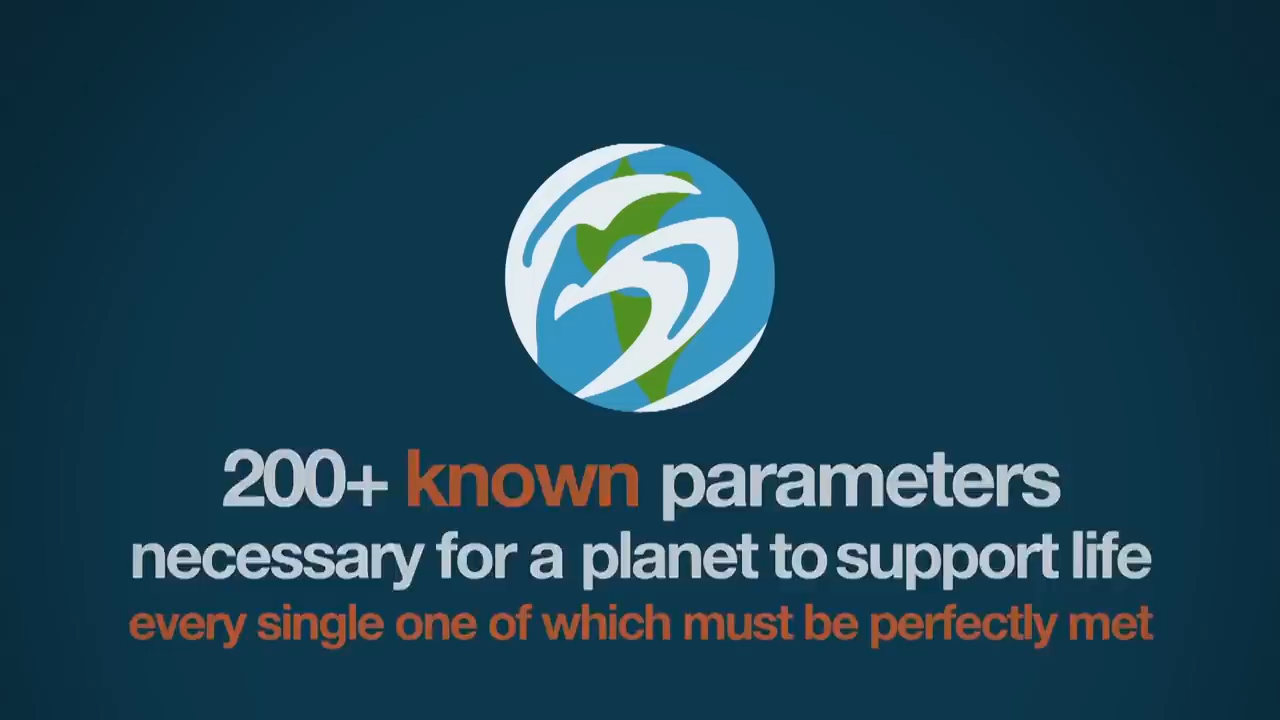 200+ known parameters
necessary for a planet to support life
every single one of which must be perfectly met